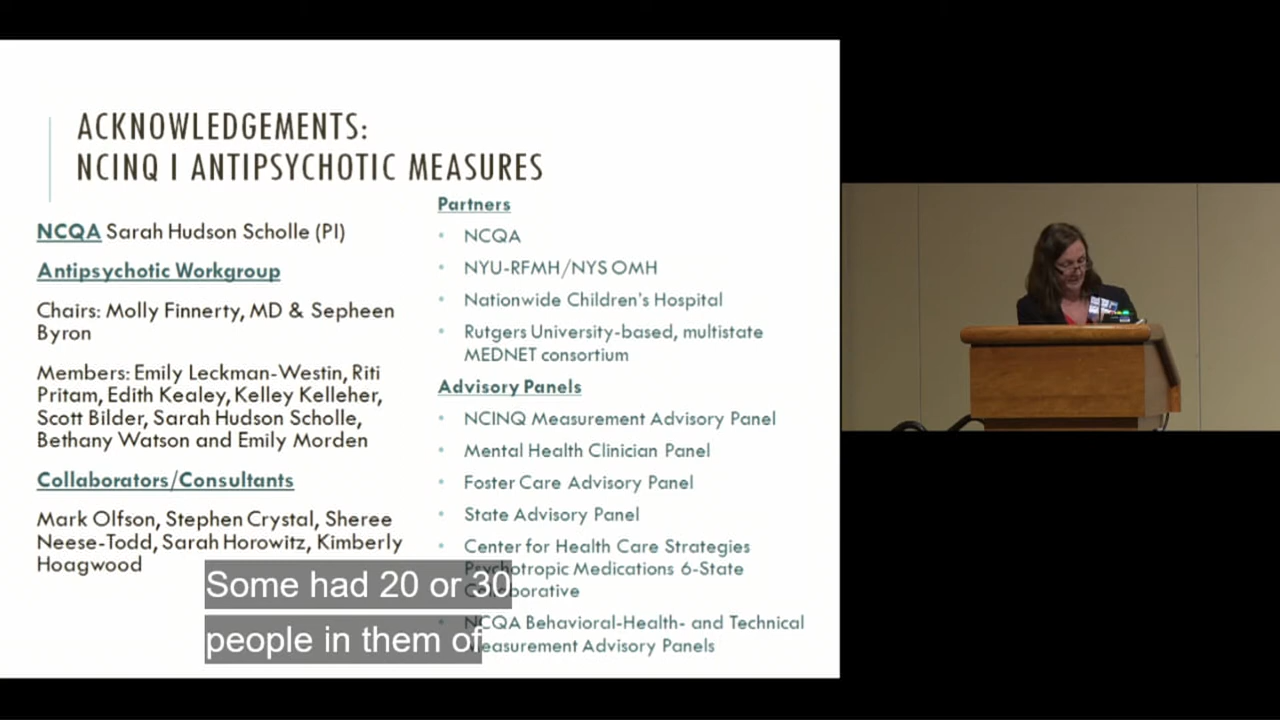 ACKNOWLEDGEMENTS:
NCINQ I ANTIPSYCHOTIC MEASURES
NCQA Sarah Hudson Scholle (PI)
Antipsychotic Workgroup
Chairs: Molly Finnerty, MD & Sepheen
Byron
Members: Emily Leckman-Westin, Riti
Pritam, Edith Kealey, Kelley Kelleher,
Scott Bilder, Sarah Hudson Scholle,
Bethany Watson and Emily Morden
Collaborators/Consultants
Mark Olfson, Stephen Crystal, Sheree
Neese-Todd, Sarah Horowitz, Kimberly
Hoagwood
Partners
• NCQA
• NYU-RFMH/NYS OMH
• Nationwide Children's Hospital
• Rutgers University-based, multistate
MEDNET consortium
Advisory Panels
• NCINQ Measurement Advisory Panel
• Mental Health Clinician Panel
• Foster Care Advisory Panel
• State Advisory Panel
• Center for Health Care Strategies
Psychotropic Medications 6-State
Collaborative
• NCQA Behavioral-Health- and Technical
Measurement Advisory Panels
Some had 20 or 30
people in them of